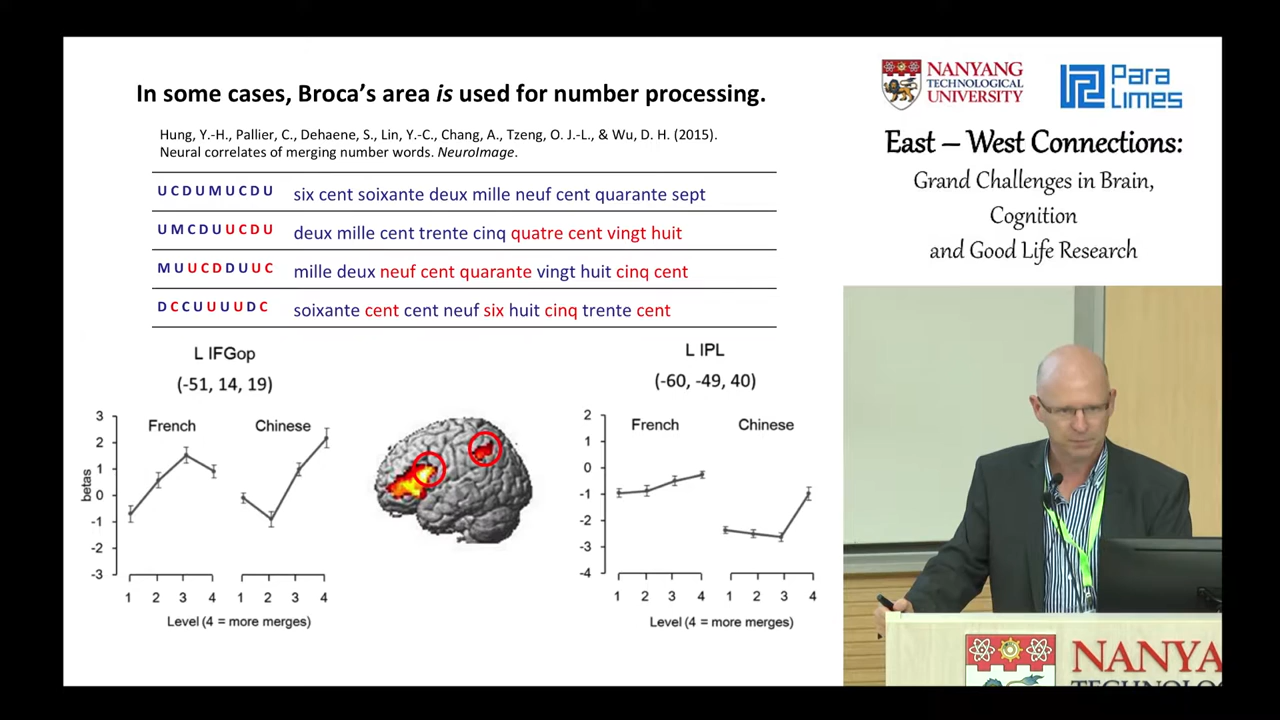 In some cases, Broca's area is used for number processing.
Hung, Y.-H., Pallier, C., Dehaene, S., Lin, Y.-C., Chang, A., Tzeng, O. J.-L., & Wu, D. H. (2015).
Neural correlates of merging number words. NeuroImage.
U C D U M U C D U six cent soixante deux mille neuf cent quarante sept
U M C D U U C D U deux mille cent trente cinq quatre cent vingt huit
M U U C D D U U C mille deux neuf cent quarante vingt huit cinq cent
D C C U U U U D C soixante cent cent neuf six huit cinq trente cent
L IFGop
(-51, 14, 19)
French Chinese
3
2
1
0
-1
-2
-3
betas
1 2 3 4 1 2 3 4
Level (4 = more merges)
L IPL
(-60, -49, 40)
French Chinese
2
1
0
-1
-2
-3
-4
1 2 3 4 1 2 3 4
Level (4 = more merges)
NANYANG
TECHNOLOGICAL
UNIVERSITY
Para
Limes
East – West Connections:
Grand Challenges in Brain,
Cognition
and Good Life Research
NANYA
TECHNOLO